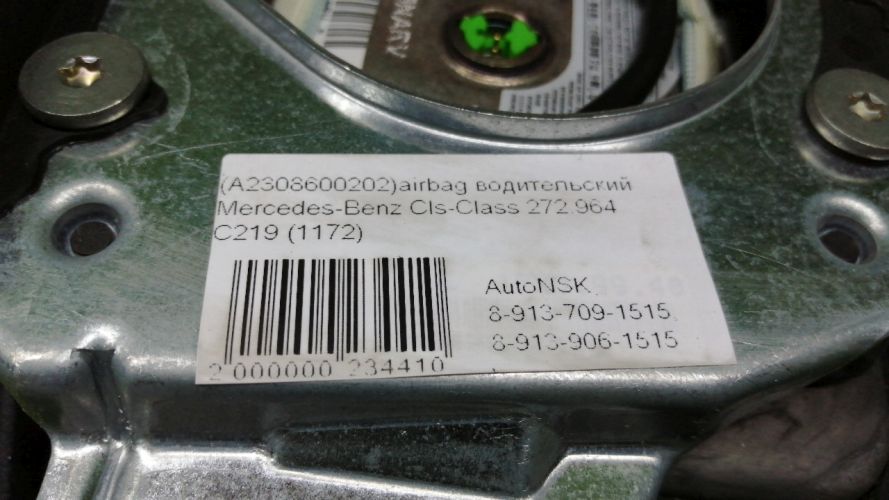 (A2308600202)airbag водительский
Mercedes-Benz Cls-Class 272.964
C219 (1172)
AutoNSK
8-913-709-1515
8-913-906-1515
2 000000 234410